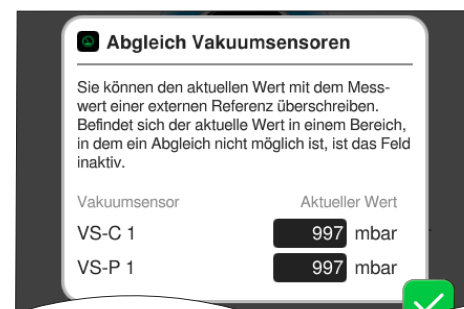 Abgleich Vakuumsensoren
Sie können den aktuellen Wert mit dem Mess-
wert einer externen Referenz überschreiben.
Befindet sich der aktuelle Wert in einem Bereich,
in dem ein Abgleich nicht möglich ist, ist das Feld
inaktiv.
Vakuumsensor Aktueller Wert
VS-C 1 997 mbar
VS-P 1 997 mbar